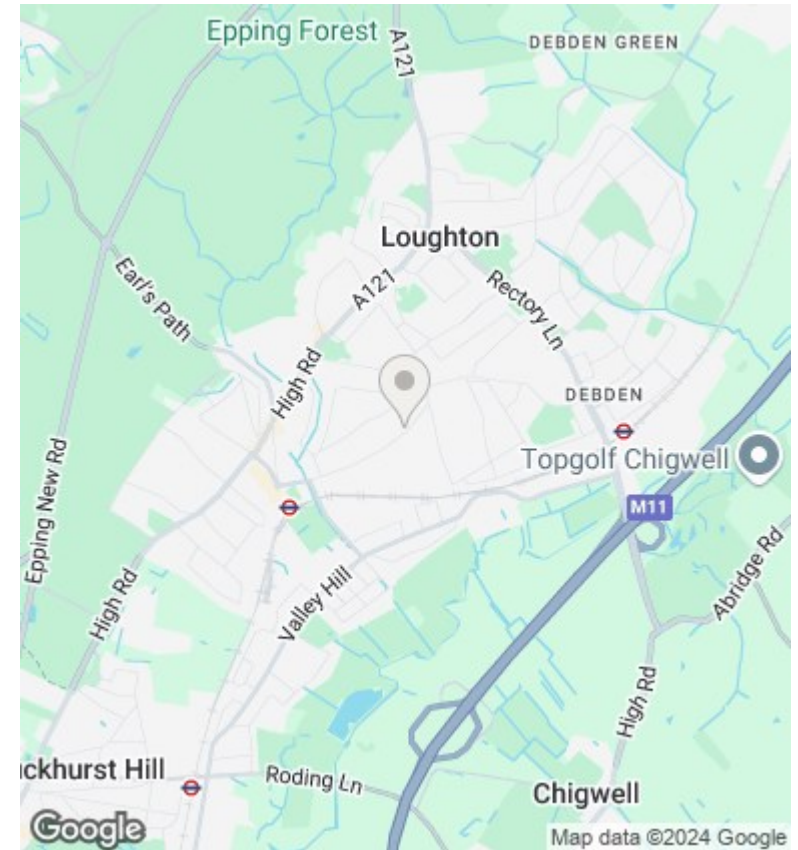 Epping Forest
A121
DEBDEN GREEN
Loughton
Earl's Path
A121
Rectory Ln
High Rd
DEBDEN
Topgolf Chigwell
Epping New Rd
M11
Abridge Rd
High Rd
Valley Hill
High Rd
uckhurst Hill
Roding Ln
Chigwell
Google
Map data ©2024 Google